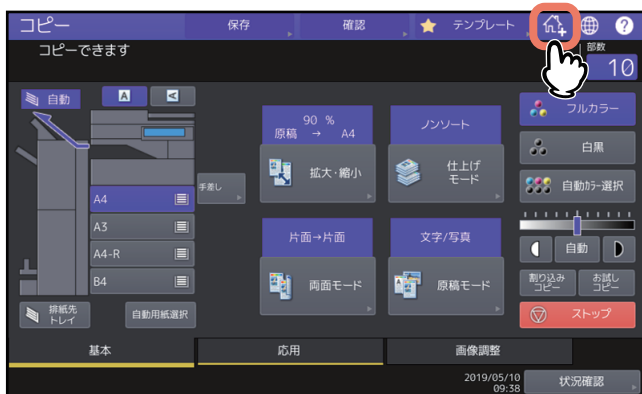 コピー
保存
確認
テンプレート
?
コピーできます
部数
10
自動
A
A
手差し
A4
A3
A4-R
B4
排紙先
トレイ
自動用紙選択
90 %
原稿 → A4
拡大・縮小
ノンソート
仕上げ
モード
片面→片面
両面モード
文字/写真
原稿モード
フルカラー
白黒
自動ｶﾗｰ選択
自動
割り込み
コピー
お試し
コピー
ストップ
基本
応用
画像調整
2019/05/10
09:38
状況確認